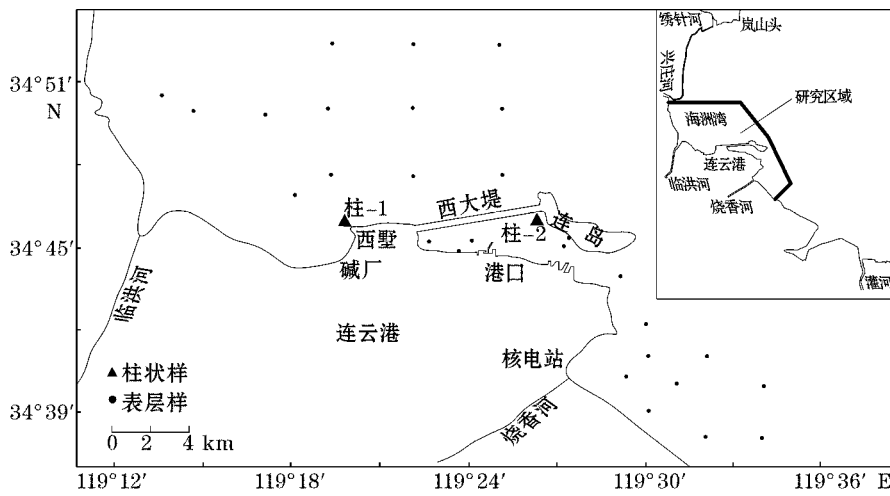 34°51′
N
34°45′
34°39′
119°12′
119°18′
119°24′
119°30′
119°36′ E
柱-1
西大堤
连岛
西墅
柱-2
碱厂
港口
临洪河
连云港
核电站
烧香河
▲柱状样
●表层样
0 2 4 km
绣针河
岚山头
兴庄河
研究区域
海洲湾
连云港
临洪河
烧香河
灌河